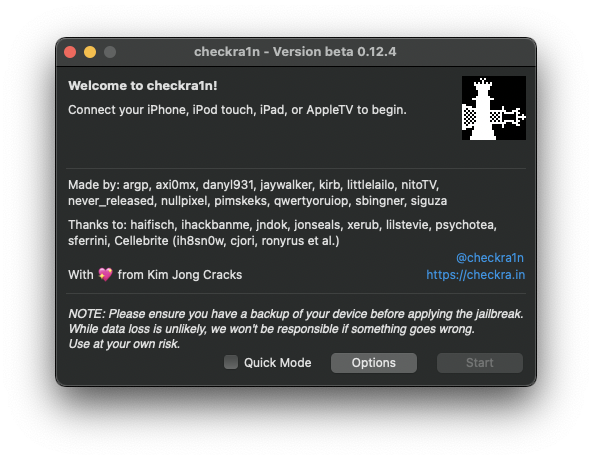 checkra1n - Version beta 0.12.4
Welcome to checkra1n!
Connect your iPhone, iPod touch, iPad, or AppleTV to begin.
Made by: argp, axi0mx, danyl931, jaywalker, kirb, littlelailo, nitoTV,
never_released, nullpixel, pimskeks, qwertyoruiop, sbingner, siguza
Thanks to: haifisch, ihackbanme, jndok, jonseals, xerub, lilstevie, psychotea,
sferrini, Cellebrite (ih8sn0w, cjori, ronyrus et al.)
@checkra1n
With 💖 from Kim Jong Cracks
https://checkra.in
NOTE: Please ensure you have a backup of your device before applying the jailbreak.
While data loss is unlikely, we won't be responsible if something goes wrong.
Use at your own risk.
Quick Mode
Options
Start